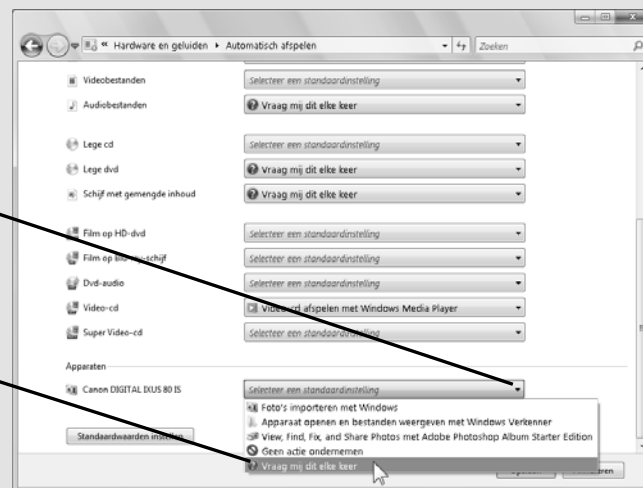 « Hardware en geluiden ▸ Automatisch afspelen
Zoeken
Videobestanden Selecteer een standaardinstelling
Audiobestanden Vraag mij dit elke keer
Lege cd Selecteer een standaardinstelling
Lege dvd Vraag mij dit elke keer
Schijf met gemengde inhoud Vraag mij dit elke keer
Film op HD-dvd Selecteer een standaardinstelling
Film op schijf Selecteer een standaardinstelling
Dvd-audio Selecteer een standaardinstelling
Video-cd Video-cd afspelen met Windows Media Player
Super Video-cd Selecteer een standaardinstelling
Apparaten
Canon DIGITAL IXUS 80 IS Selecteer een standaardinstelling
Foto's importeren met Windows
Apparaat openen en bestanden weergeven met Windows Verkenner
View, Find, Fix, and Share Photos met Adobe Photoshop Album Starter Edition
Geen actie ondernemen
Standaardwaarden instellen
Vraag mij dit elke keer